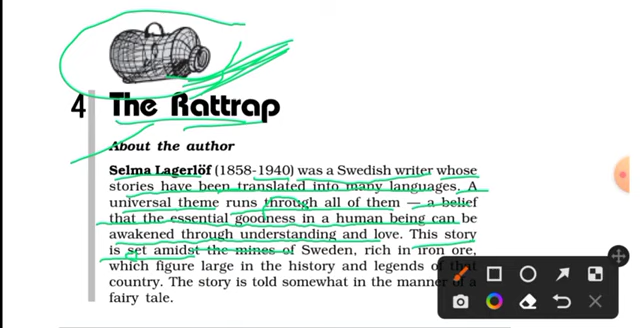 4 The Rattrap
About the author
Selma Lagerlöf (1858-1940) was a Swedish writer whose
stories have been translated into many languages. A
universal theme runs through all of them — a belief
that the essential goodness in a human being can be
awakened through understanding and love. This story
is set amidst the mines of Sweden, rich in iron ore,
which figure large in the history and legends of that
country. The story is told somewhat in the manner of a
fairy tale.